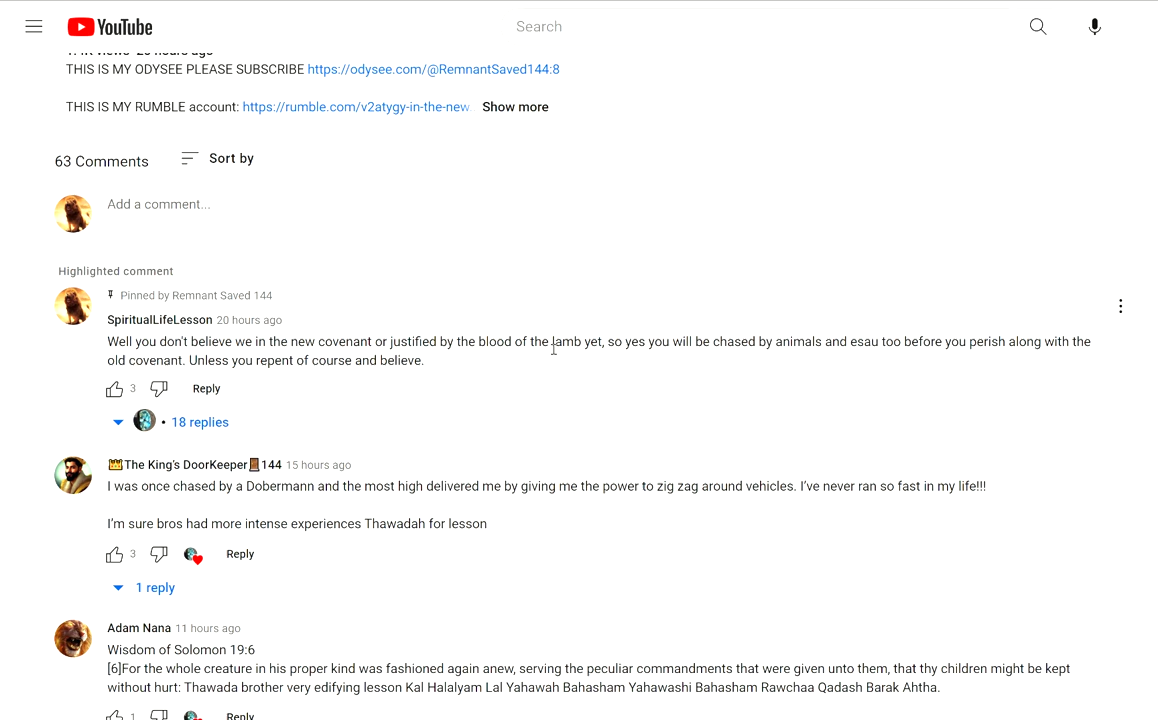 YouTube
Search
1.4K views 20 hours ago
THIS IS MY ODYSEE PLEASE SUBSCRIBE https://odysee.com/@RemnantSaved144:8
THIS IS MY RUMBLE account: https://rumble.com/v2atygy-in-the-new Show more
63 Comments
Sort by
Add a comment...
Highlighted comment
Pinned by Remnant Saved 144
SpiritualLifeLesson 20 hours ago
Well you don't believe we in the new covenant or justified by the blood of the lamb yet, so yes you will be chased by animals and esau too before you perish along with the
old covenant. Unless you repent of course and believe.
3 Reply
• 18 replies
👑The King's DoorKeeper🚪144 15 hours ago
I was once chased by a Dobermann and the most high delivered me by giving me the power to zig zag around vehicles. I've never ran so fast in my life!!!
I'm sure bros had more intense experiences Thawadah for lesson
3 Reply
1 reply
Adam Nana 11 hours ago
Wisdom of Solomon 19:6
[6]For the whole creature in his proper kind was fashioned again anew, serving the peculiar commandments that were given unto them, that thy children might be kept
without hurt: Thawada brother very edifying lesson Kal Halalyam Lal Yahawah Bahasham Yahawashi Bahasham Rawchaa Qadash Barak Ahtha.
1 Reply